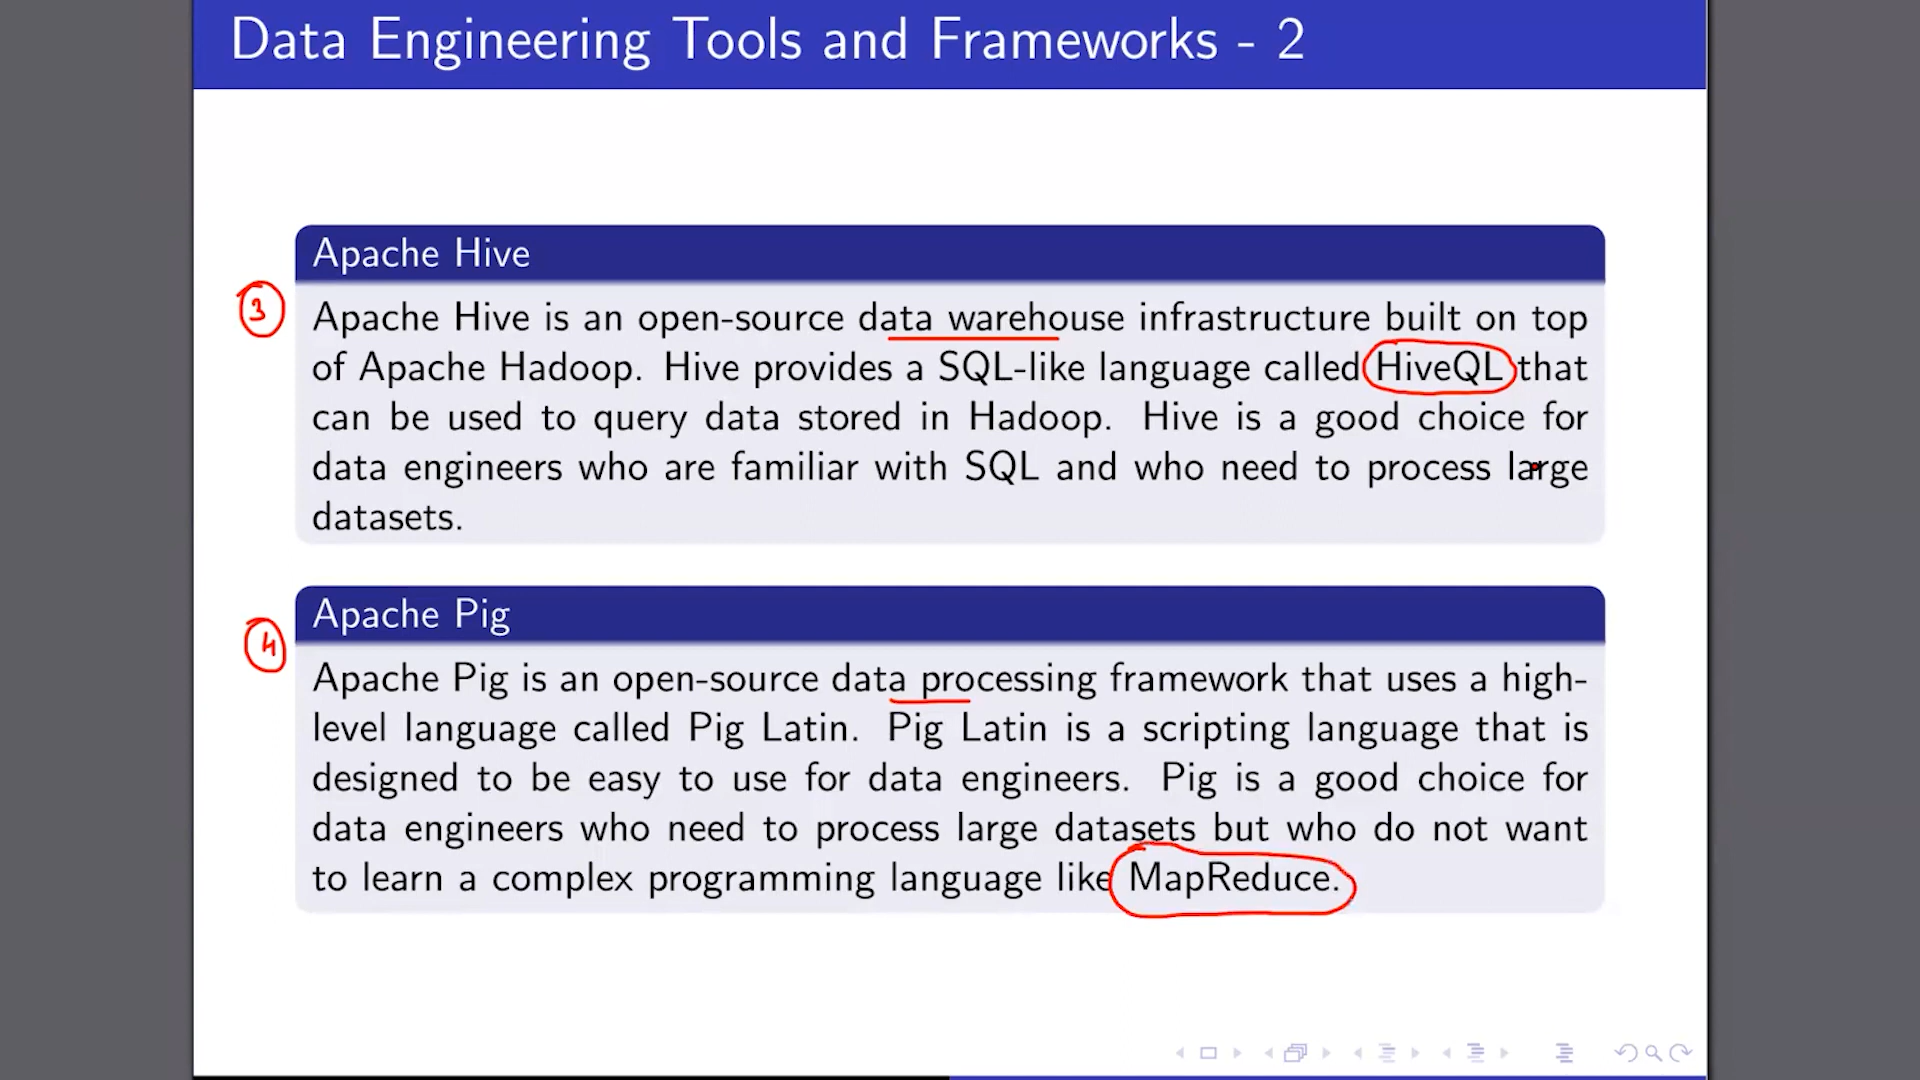 Data Engineering Tools and Frameworks - 2
Apache Hive
3
Apache Hive is an open-source data warehouse infrastructure built on top
of Apache Hadoop. Hive provides a SQL-like language called HiveQL that
can be used to query data stored in Hadoop. Hive is a good choice for
data engineers who are familiar with SQL and who need to process large
datasets.
Apache Pig
4
Apache Pig is an open-source data processing framework that uses a high-
level language called Pig Latin. Pig Latin is a scripting language that is
designed to be easy to use for data engineers. Pig is a good choice for
data engineers who need to process large datasets but who do not want
to learn a complex programming language like MapReduce.